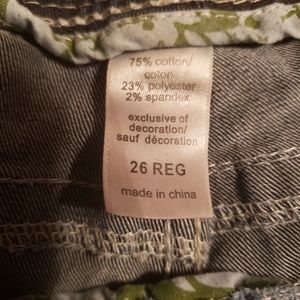 75% cotton/
coton
23% polyester
2% spandex
exclusive of
decoration/
sauf décoration
26 REG
made in china